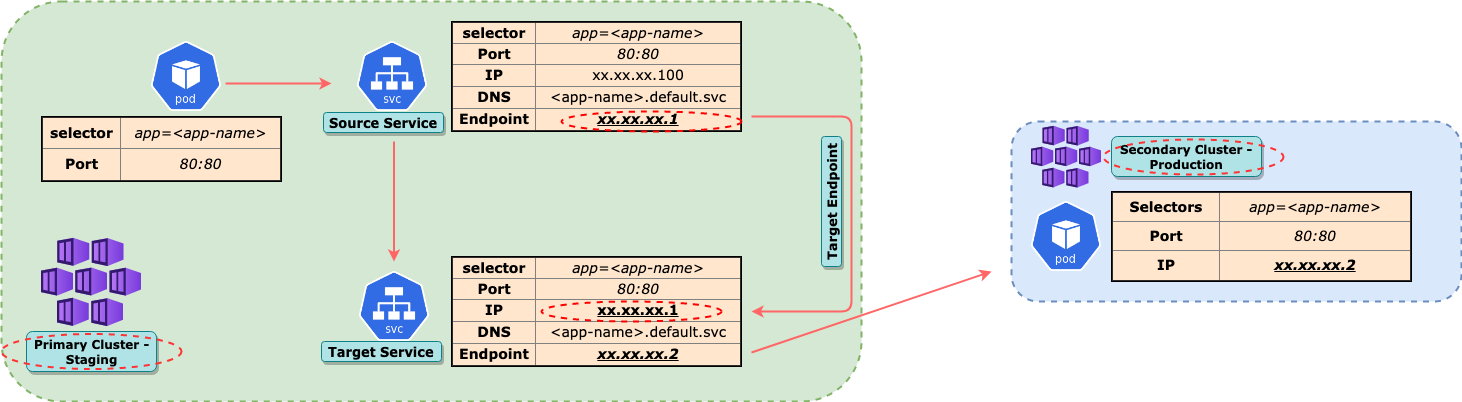 pod
selector app=<app-name>
Port 80:80
svc
Source Service
selector app=<app-name>
Port 80:80
IP xx.xx.xx.100
DNS <app-name>.default.svc
Endpoint xx.xx.xx.1
Target Endpoint
Primary Cluster -
Staging
svc
Target Service
selector app=<app-name>
Port 80:80
IP xx.xx.xx.1
DNS <app-name>.default.svc
Endpoint xx.xx.xx.2
Secondary Cluster -
Production
pod
Selectors app=<app-name>
Port 80:80
IP xx.xx.xx.2